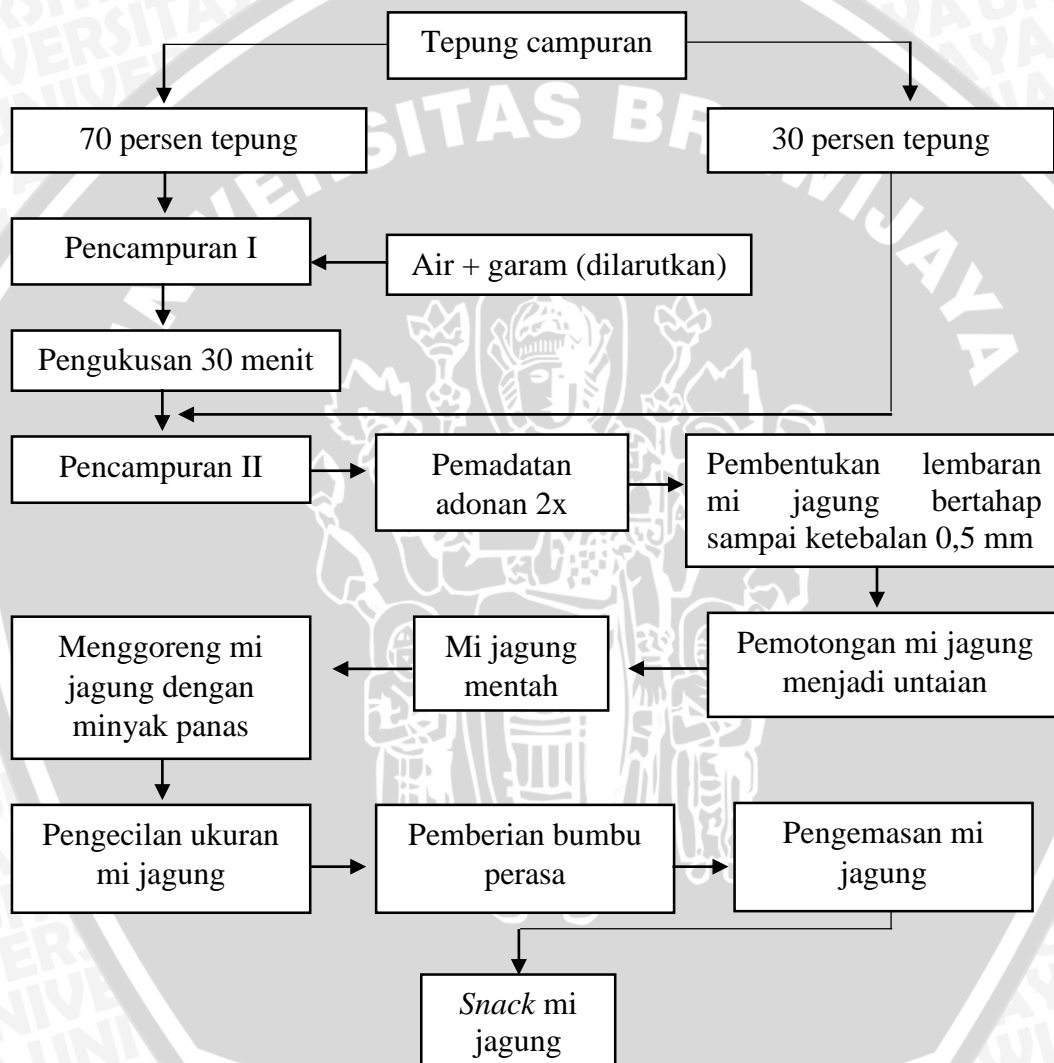 Tepung campuran
70 persen tepung
30 persen tepung
Pencampuran I
Air + garam (dilarutkan)
Pengukusan 30 menit
Pencampuran II
Pemadatan
adonan 2x
Pembentukan lembaran
mi jagung bertahap
sampai ketebalan 0,5 mm
Pemotongan mi jagung
menjadi untaian
Mi jagung
mentah
Menggoreng mi
jagung dengan
minyak panas
Pengecilan ukuran
mi jagung
Pemberian bumbu
perasa
Pengemasan mi
jagung
Snack mi
jagung